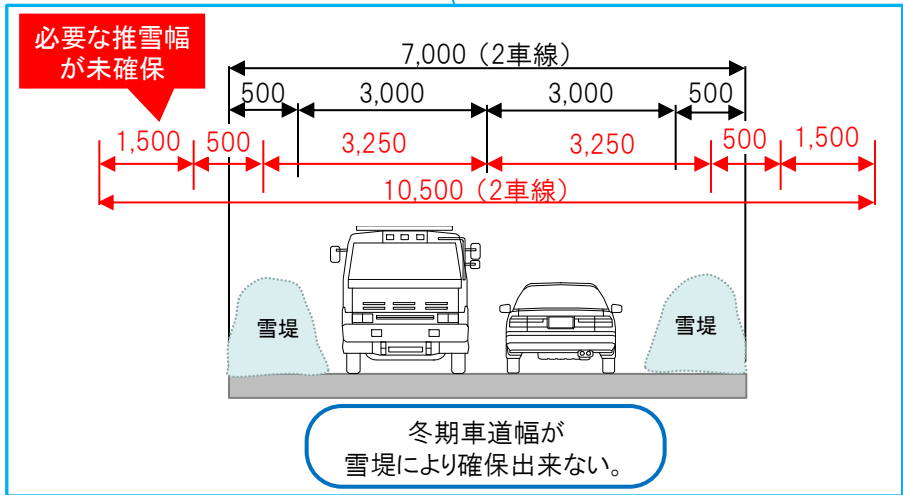 必要な推雪幅
が未確保
7,000（2車線）
500 3,000 3,000 500
1,500 500 3,250 3,250 500 1,500
10,500（2車線）
雪堤 雪堤
冬期車道幅が
雪堤により確保出来ない。